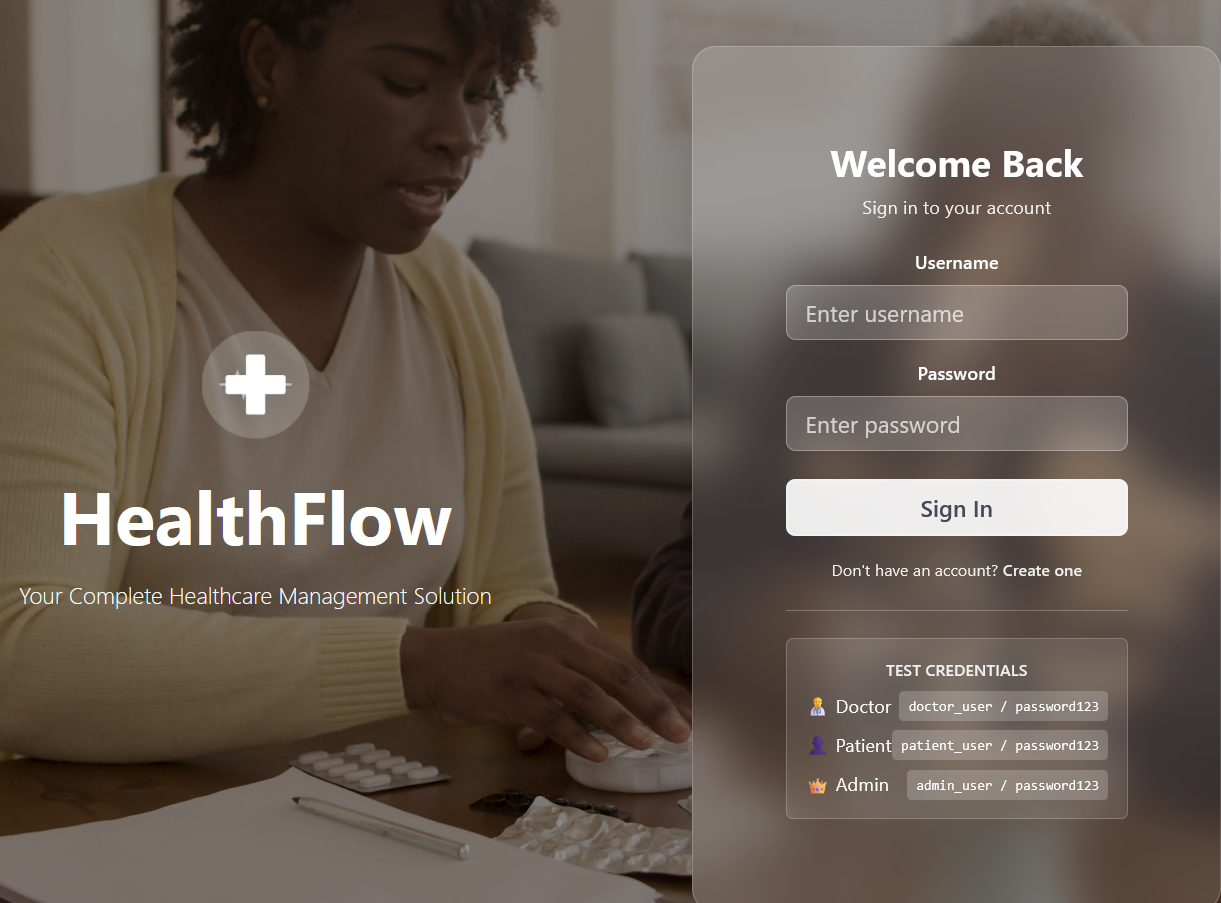 HealthFlow
Your Complete Healthcare Management Solution
Welcome Back
Sign in to your account
Username
Enter username
Password
Enter password
Sign In
Don't have an account? Create one
TEST CREDENTIALS
Doctor doctor_user / password123
Patient patient_user / password123
Admin admin_user / password123